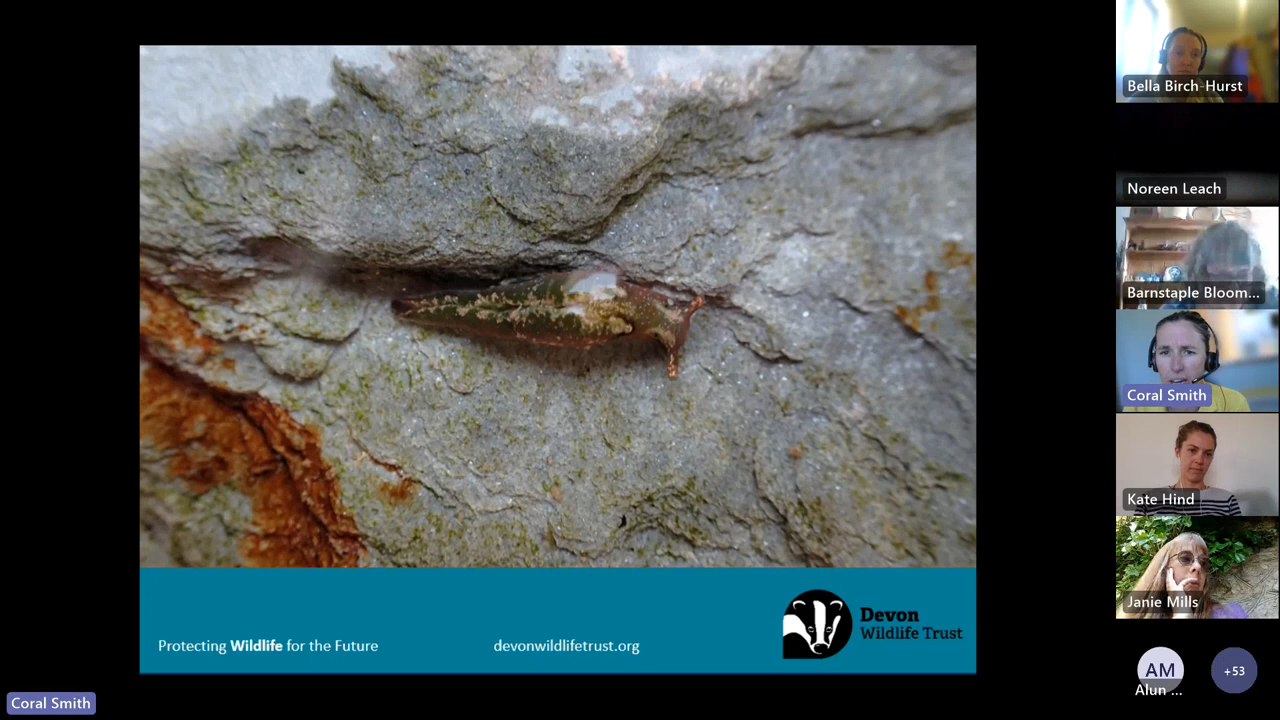 Bella Birch-Hurst
Noreen Leach
Barnstaple Bloom...
Coral Smith
Kate Hind
Janie Mills
AM
Alun ...
+53
Protecting Wildlife for the Future
devonwildlifetrust.org
Devon
Wildlife Trust
Coral Smith